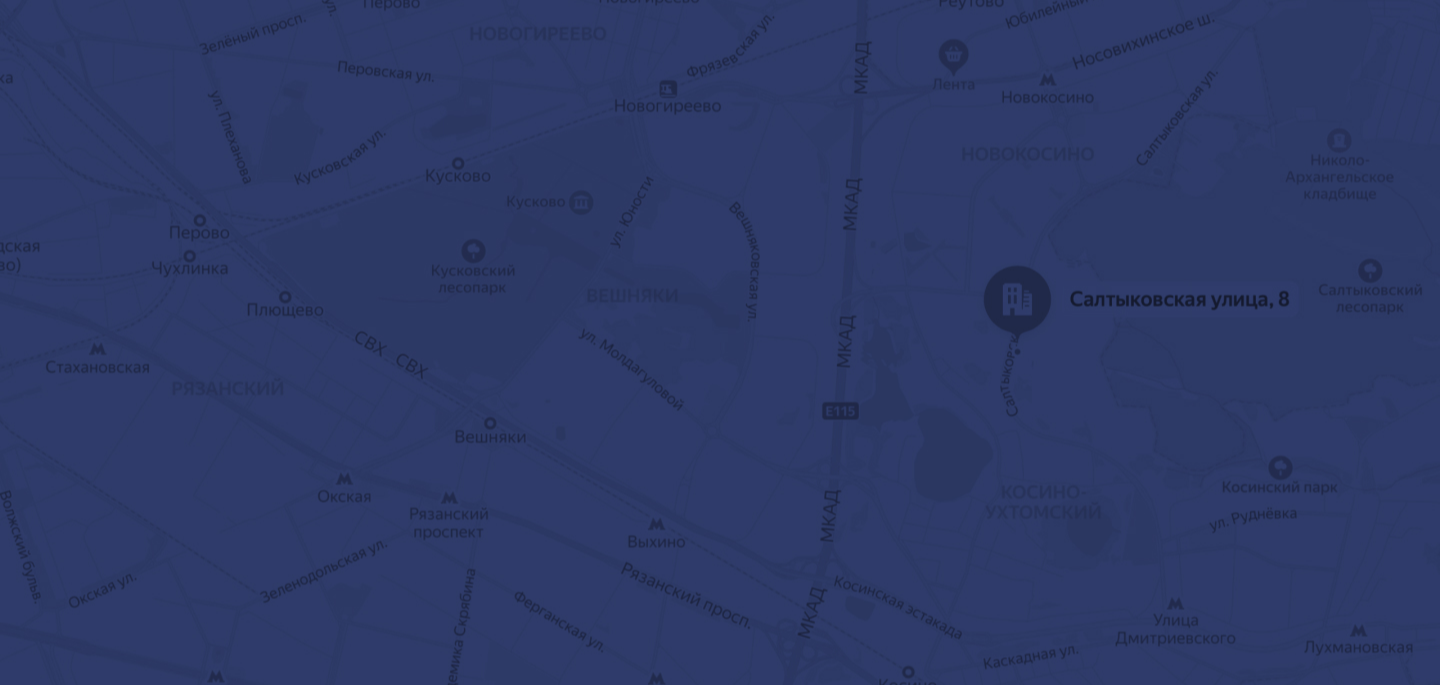 Перово
Новогиреево
Реутово
Юбилейный
Зелёный просп.
ул.
НОВОГИРЕЕВО
Фрязевская ул.
МКАД
Носовихинское ш.
Перовская ул.
Лента
Новокосино
Новогиреево
ул. Плеханова
Салтыковская ул.
Кусковская ул.
НОВОКОСИНО
Николо-
Архангельское
кладбище
Кусково
Кусково
ул. Юности
Вешняковская ул.
МКАД
Перово
Чухлинка
Кусковский
лесопарк
ВЕШНЯКИ
Плющево
Салтыковская улица, 8
Салтыковский
лесопарк
СВХ
СВХ
ул. Молдагуловой
МКАД
Стахановская
РЯЗАНСКИЙ
E115
Вешняки
Окская
Рязанский
проспект
КОСИНО-
УХТОМСКИЙ
Косинский парк
ул. Руднёвка
МКАД
Выхино
Волжский бульв.
Окская ул.
Зеленодольская ул.
Рязанский просп.
Ферганская ул.
МКАД
Косинская эстакада
Улица
Дмитриевского
Лухмановская
Каскадная ул.